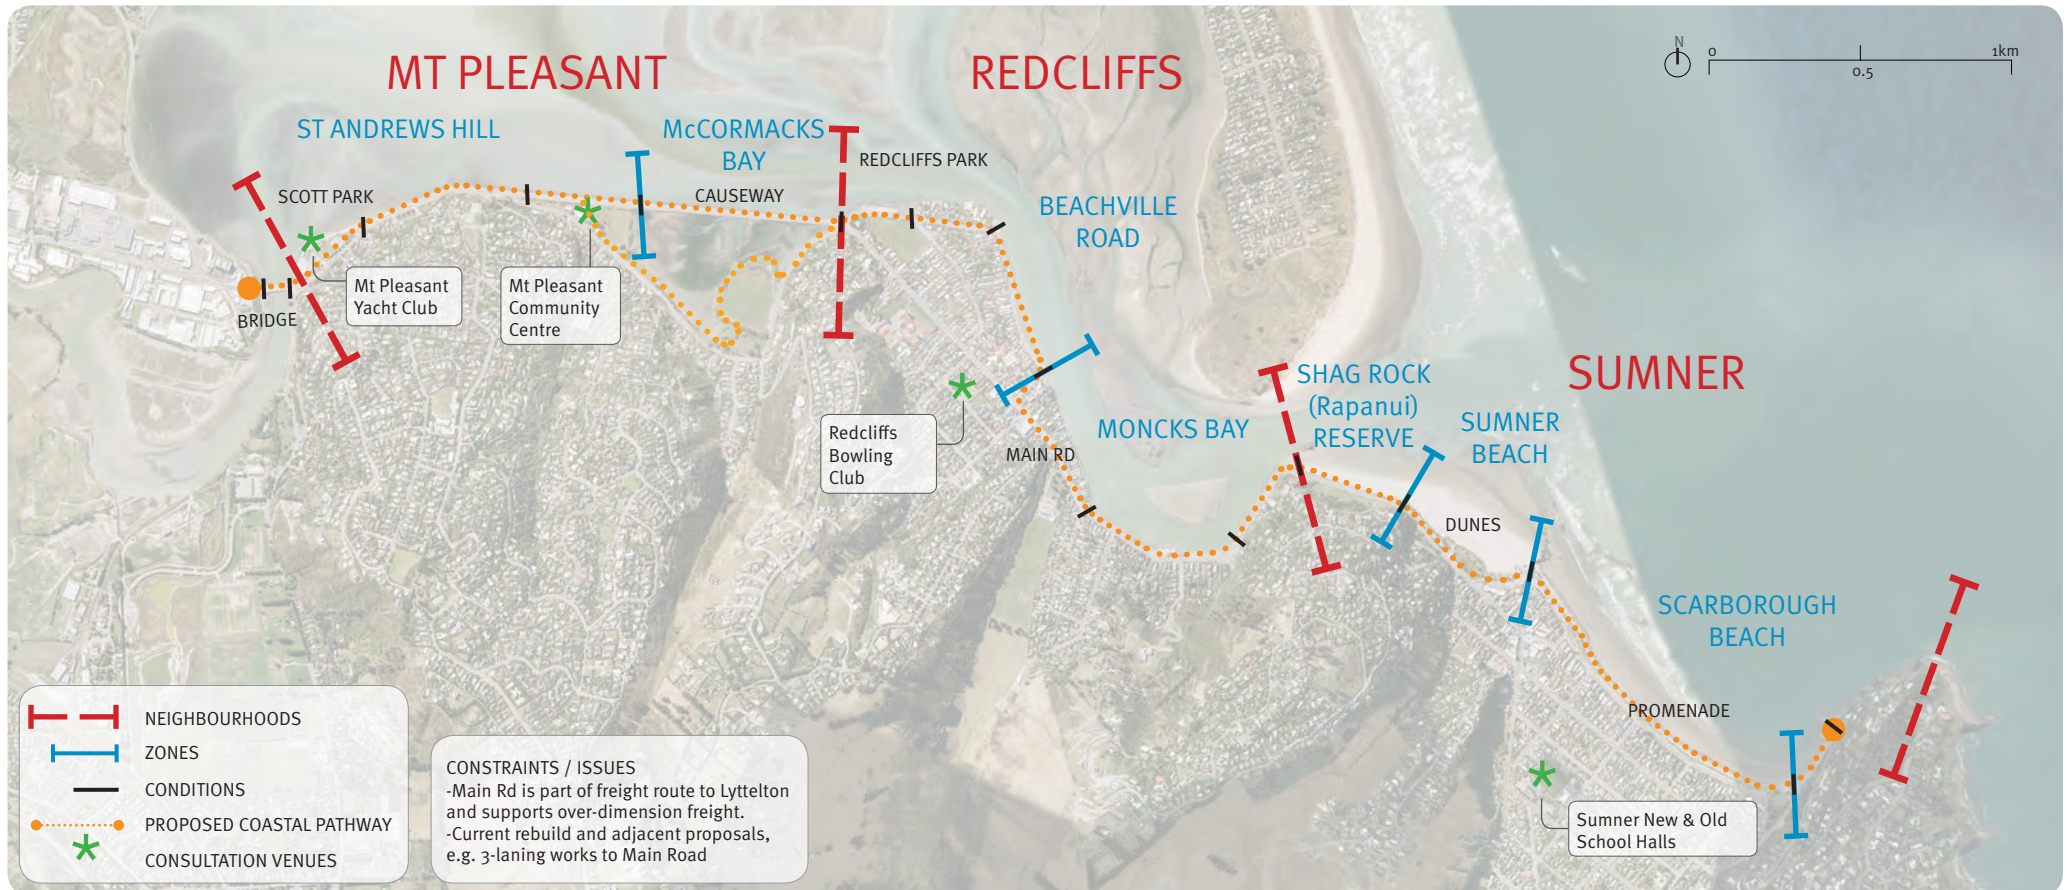 MT PLEASANT
REDCLIFFS
N
0
0.5
1km
ST ANDREWS HILL
McCORMACKS
BAY
SCOTT PARK
CAUSEWAY
REDCLIFFS PARK
BEACHVILLE
ROAD
BRIDGE
Mt Pleasant
Yacht Club
Mt Pleasant
Community
Centre
Redcliffs
Bowling
Club
MAIN RD
MONCKS BAY
SHAG ROCK
(Rapanui)
RESERVE
SUMNER
SUMNER
BEACH
DUNES
SCARBOROUGH
BEACH
PROMENADE
Sumner New & Old
School Halls
NEIGHBOURHOODS
ZONES
CONDITIONS
PROPOSED COASTAL PATHWAY
CONSULTATION VENUES
CONSTRAINTS / ISSUES
-Main Rd is part of freight route to Lyttelton
and supports over-dimension freight.
-Current rebuild and adjacent proposals,
e.g. 3-laning works to Main Road